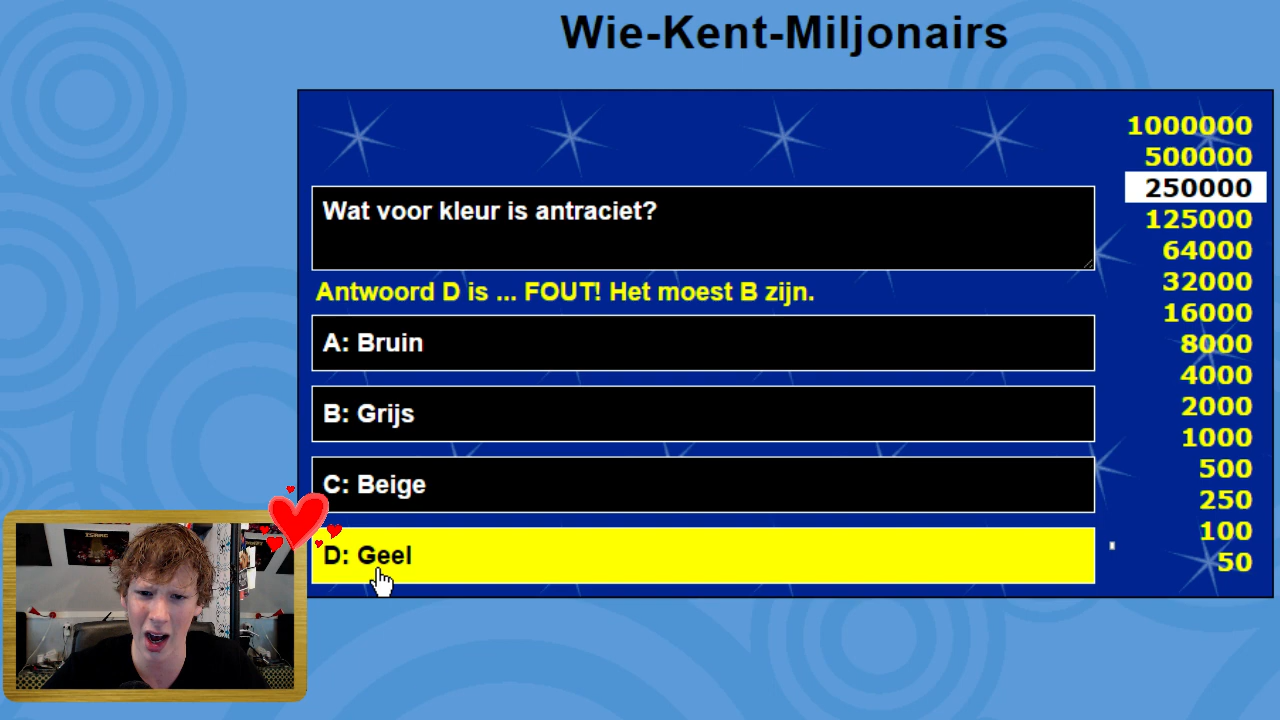 Wie-Kent-Miljonairs
Wat voor kleur is antraciet?
Antwoord D is ... FOUT! Het moest B zijn.
A: Bruin
B: Grijs
C: Beige
D: Geel
1000000
500000
250000
125000
64000
32000
16000
8000
4000
2000
1000
500
250
100
50
ISAAC